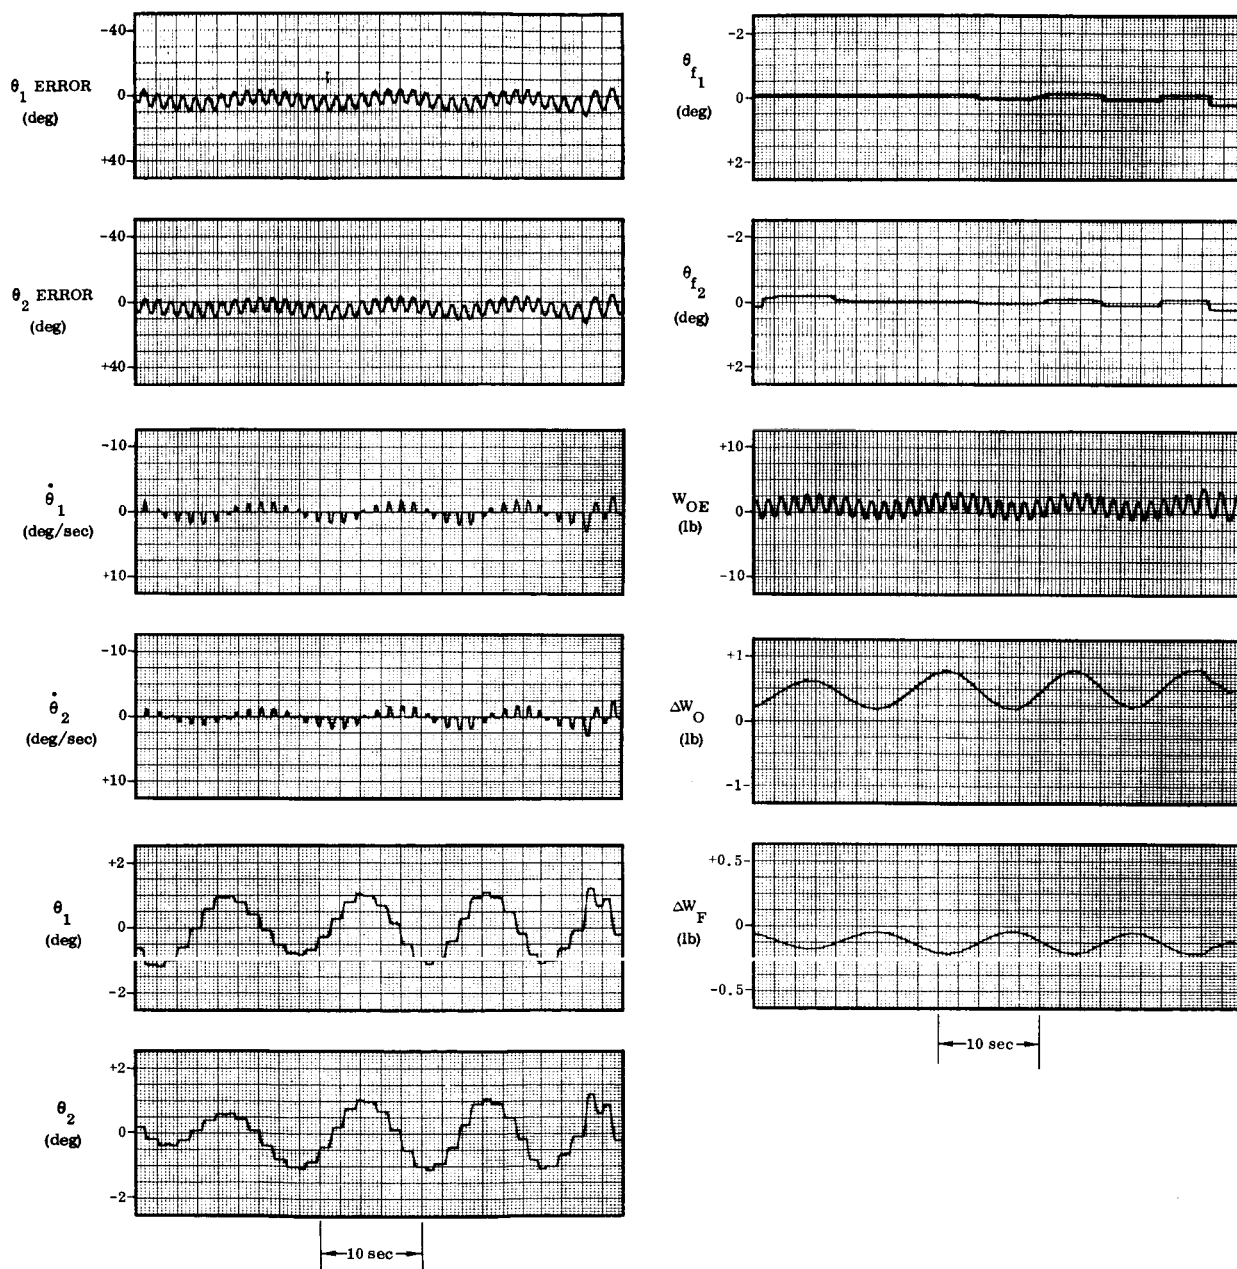 θ1 ERROR
(deg)
-40
0
+40
θ2 ERROR
(deg)
-40
0
+40
θ̇1
(deg/sec)
-10
0
+10
θ̇2
(deg/sec)
-10
0
+10
θ1
(deg)
+2
0
-2
θ2
(deg)
+2
0
-2
10 sec
θf1
(deg)
-2
0
+2
θf2
(deg)
-2
0
+2
WOE
(lb)
+10
0
-10
ΔWO
(lb)
+1
0
-1
ΔWF
(lb)
+0.5
0
-0.5
10 sec